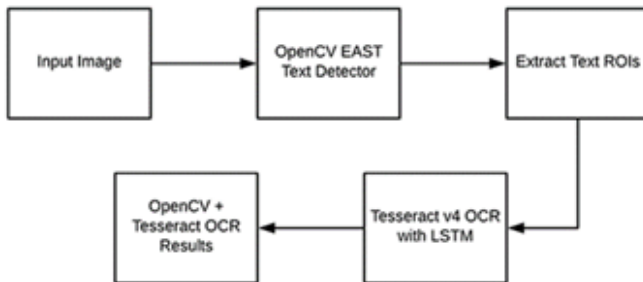 Input Image
OpenCV EAST
Text Detector
Extract Text ROIs
Tesseract v4 OCR
with LSTM
OpenCV +
Tesseract OCR
Results